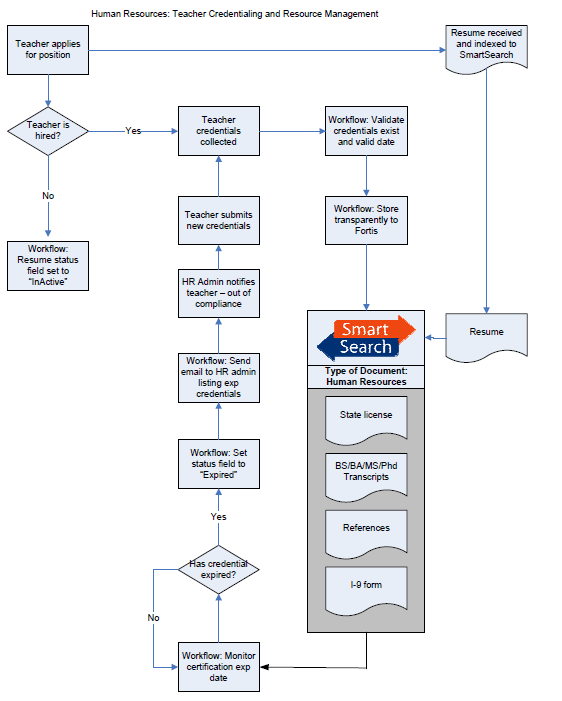 Human Resources: Teacher Credentialing and Resource Management
Teacher applies
for position
Resume received
and indexed to
SmartSearch
Teacher is
hired?
Yes
No
Teacher
credentials
collected
Workflow: Validate
credentials exist
and valid date
Workflow:
Resume status
field set to
"InActive"
Teacher submits
new credentials
Workflow: Store
transparently to
Fortis
HR Admin notifies
teacher – out of
compliance
Smart
Search
Resume
Type of Document:
Human Resources
Workflow: Send
email to HR admin
listing exp
credentials
State license
Workflow: Set
status field to
"Expired"
BS/BA/MS/Phd
Transcripts
Yes
References
Has credential
expired?
I-9 form
No
Workflow: Monitor
certification exp
date